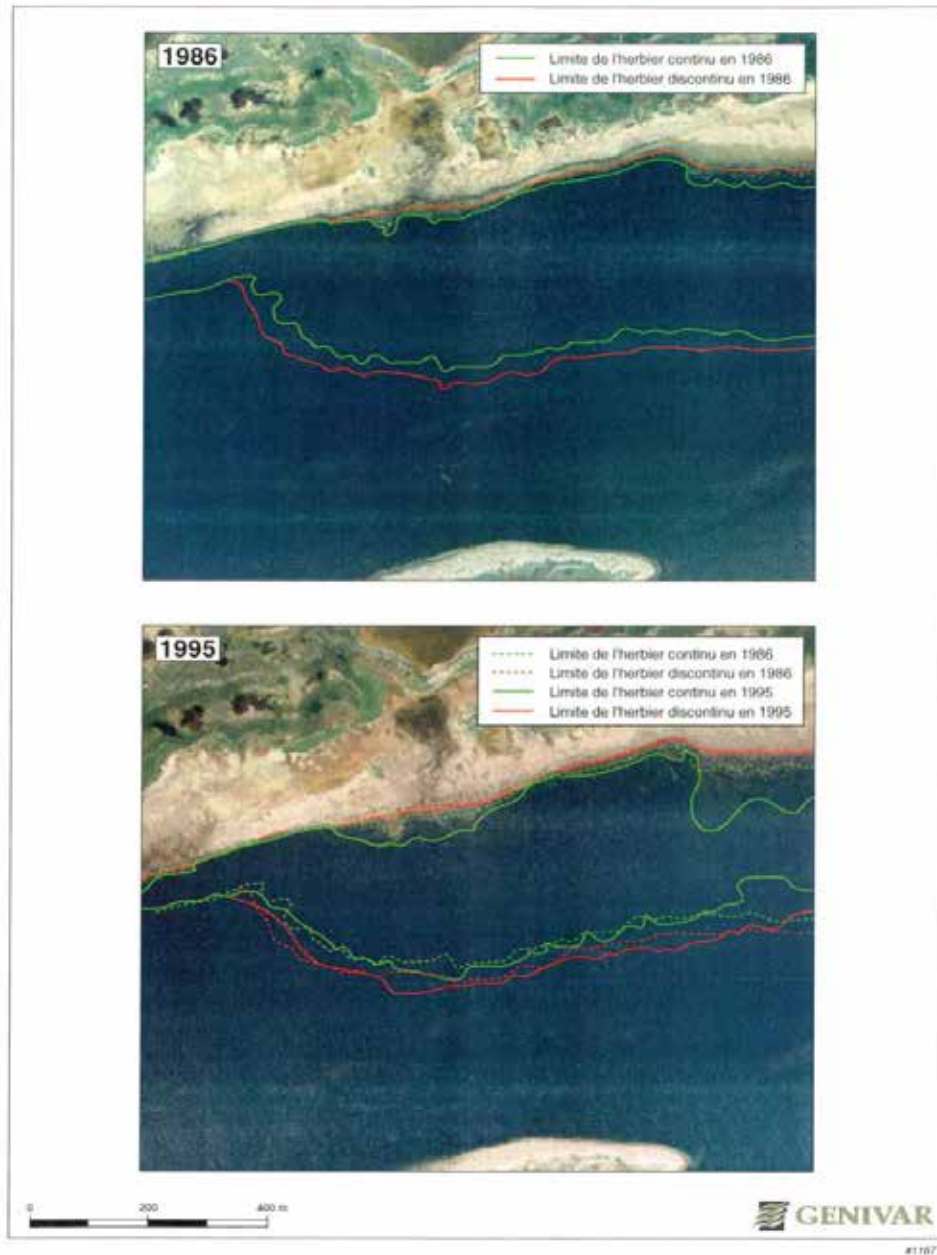 1986
Limite de l'herbier continu en 1986
Limite de l'herbier discontinu en 1986
1995
Limite de l'herbier continu en 1986
Limite de l'herbier discontinu en 1986
Limite de l'herbier continu en 1995
Limite de l'herbier discontinu en 1995
0 200 400 m
GENIVAR
#1167